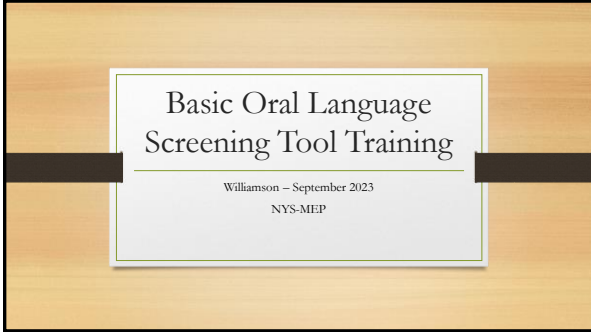 Basic Oral Language
Screening Tool Training
Williamson – September 2023
NYS-MEP